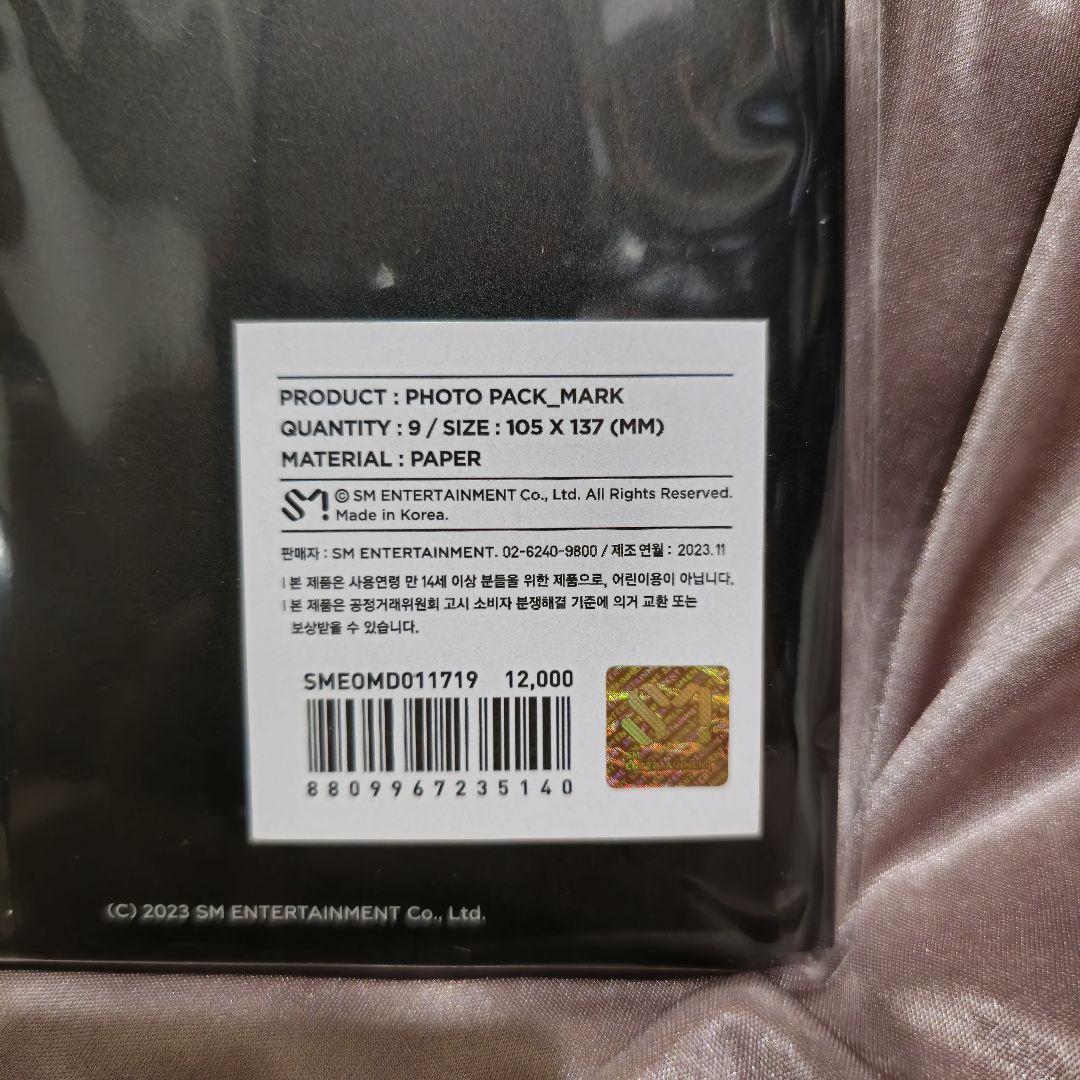 PRODUCT : PHOTO PACK_MARK
QUANTITY : 9 / SIZE : 105 X 137 (MM)
MATERIAL : PAPER
SM © SM ENTERTAINMENT Co., Ltd. All Rights Reserved.
Made in Korea.
판매자 : SM ENTERTAINMENT. 02-6240-9800 / 제조연월 : 2023.11
| 본 제품은 사용연령 만 14세 이상 분들을 위한 제품으로, 어린이용이 아닙니다.
| 본 제품은 공정거래위원회 고시 소비자 분쟁해결 기준에 의거 교환 또는
보상받을 수 있습니다.
SMEOMD011719 12,000
8809967235140
SM
SM
ENTERTAINMENT
(C) 2023 SM ENTERTAINMENT Co., Ltd.